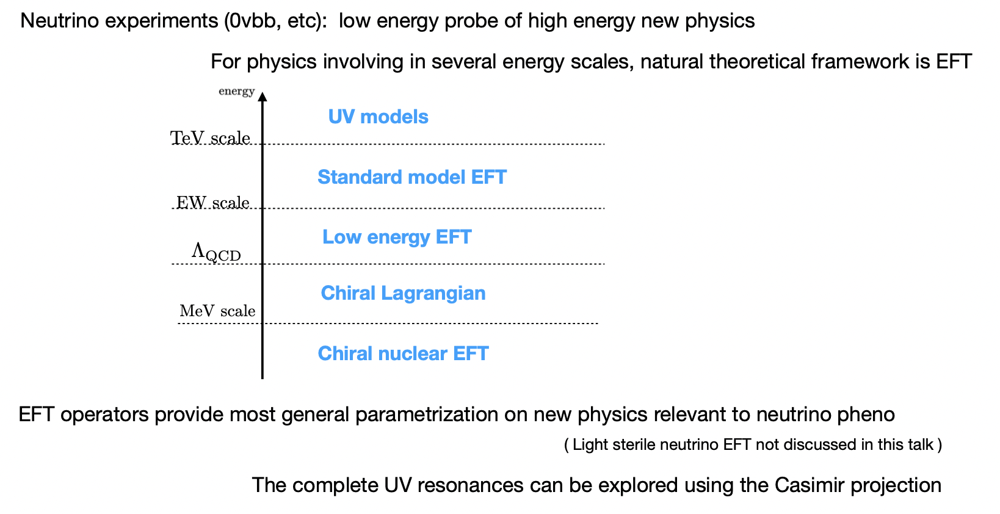 Neutrino experiments (0vbb, etc):  low energy probe of high energy new physics
For physics involving in several energy scales, natural theoretical framework is EFT
energy
UV models
TeV scale
Standard model EFT
EW scale
Low energy EFT
Λ_QCD
Chiral Lagrangian
MeV scale
Chiral nuclear EFT
EFT operators provide most general parametrization on new physics relevant to neutrino pheno
( Light sterile neutrino EFT not discussed in this talk )
The complete UV resonances can be explored using the Casimir projection